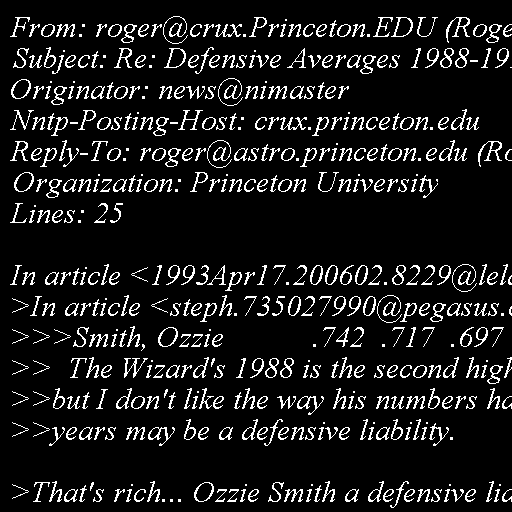 From: roger@crux.Princeton.EDU (Roge
Subject: Re: Defensive Averages 1988-19
Originator: news@nimaster
Nntp-Posting-Host: crux.princeton.edu
Reply-To: roger@astro.princeton.edu (Ro
Organization: Princeton University
Lines: 25

In article <1993Apr17.200602.8229@lela
>In article <steph.735027990@pegasus.c
>>>Smith, Ozzie .742 .717 .697
>> The Wizard's 1988 is the second high
>>but I don't like the way his numbers ha
>>years may be a defensive liability.

>That's rich... Ozzie Smith a defensive lia